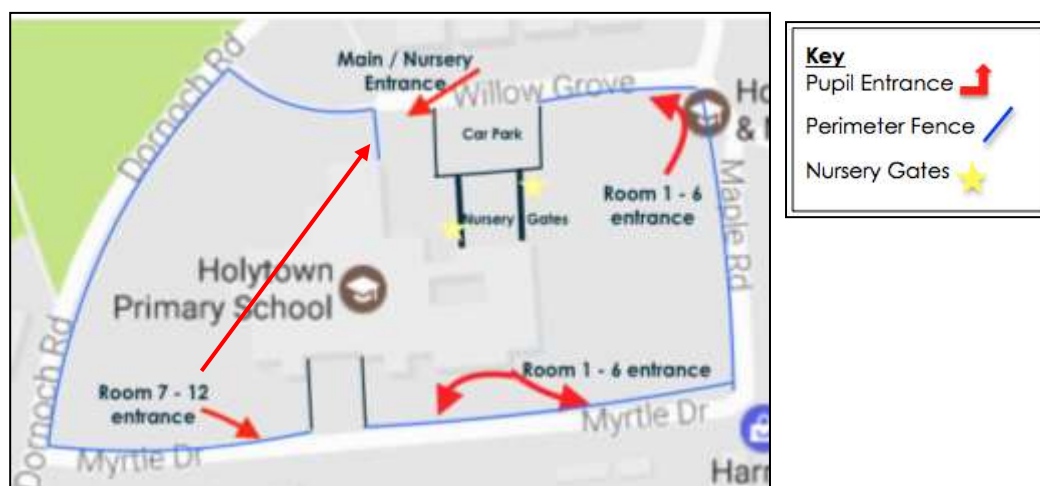 Dornoch Rd
Main / Nursery
Entrance
Willow Grove
Car Park
Room 1 - 6
entrance
Maple Rd
Nursery Gates
Holytown
Primary School
Dornoch Rd
Room 7 - 12
entrance
Room 1 - 6 entrance
Myrtle Dr
Myrtle Dr
Key
Pupil Entrance
Perimeter Fence
Nursery Gates